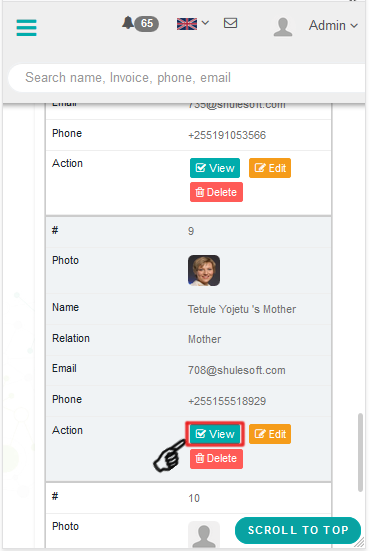 65
Admin
Search name, Invoice, phone, email
Email 735@shulesoft.com
Phone +255191053566
Action View Edit
Delete
# 9
Photo
Name Tetule Yojetu 's Mother
Relation Mother
Email 708@shulesoft.com
Phone +255155518929
Action View Edit
Delete
# 10
Photo
SCROLL TO TOP